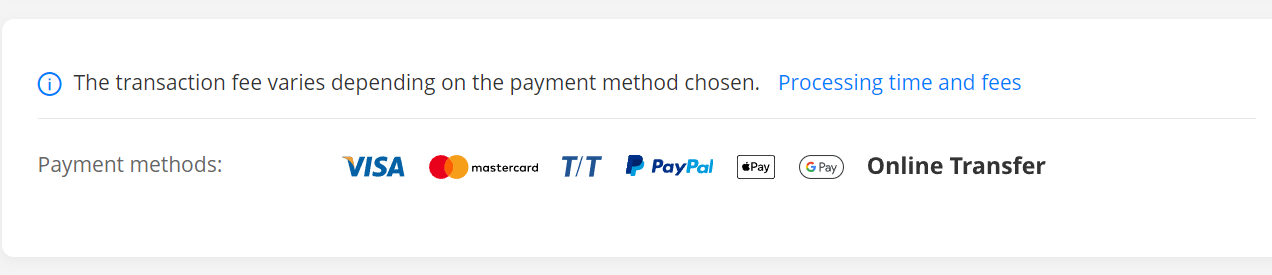 The transaction fee varies depending on the payment method chosen. Processing time and fees
Payment methods: VISA mastercard T/T PayPal Pay G Pay Online Transfer